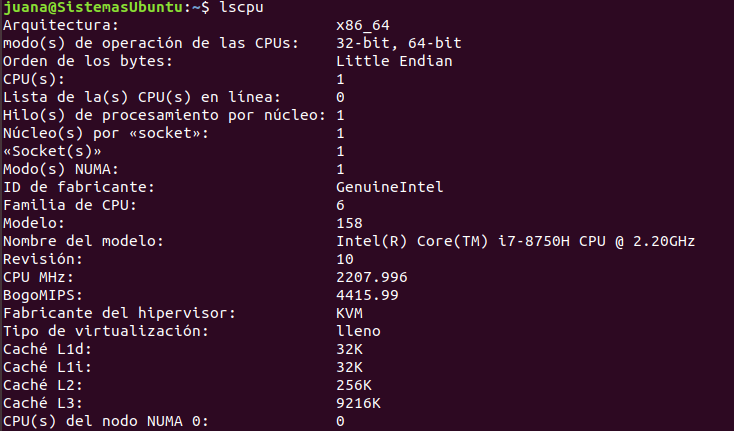 juana@SistemasUbuntu:~$ lscpu
Arquitectura: x86_64
modo(s) de operación de las CPUs: 32-bit, 64-bit
Orden de los bytes: Little Endian
CPU(s): 1
Lista de la(s) CPU(s) en línea: 0
Hilo(s) de procesamiento por núcleo: 1
Núcleo(s) por «socket»: 1
«Socket(s)» 1
Modo(s) NUMA: 1
ID de fabricante: GenuineIntel
Familia de CPU: 6
Modelo: 158
Nombre del modelo: Intel(R) Core(TM) i7-8750H CPU @ 2.20GHz
Revisión: 10
CPU MHz: 2207.996
BogoMIPS: 4415.99
Fabricante del hipervisor: KVM
Tipo de virtualización: lleno
Caché L1d: 32K
Caché L1i: 32K
Caché L2: 256K
Caché L3: 9216K
CPU(s) del nodo NUMA 0: 0